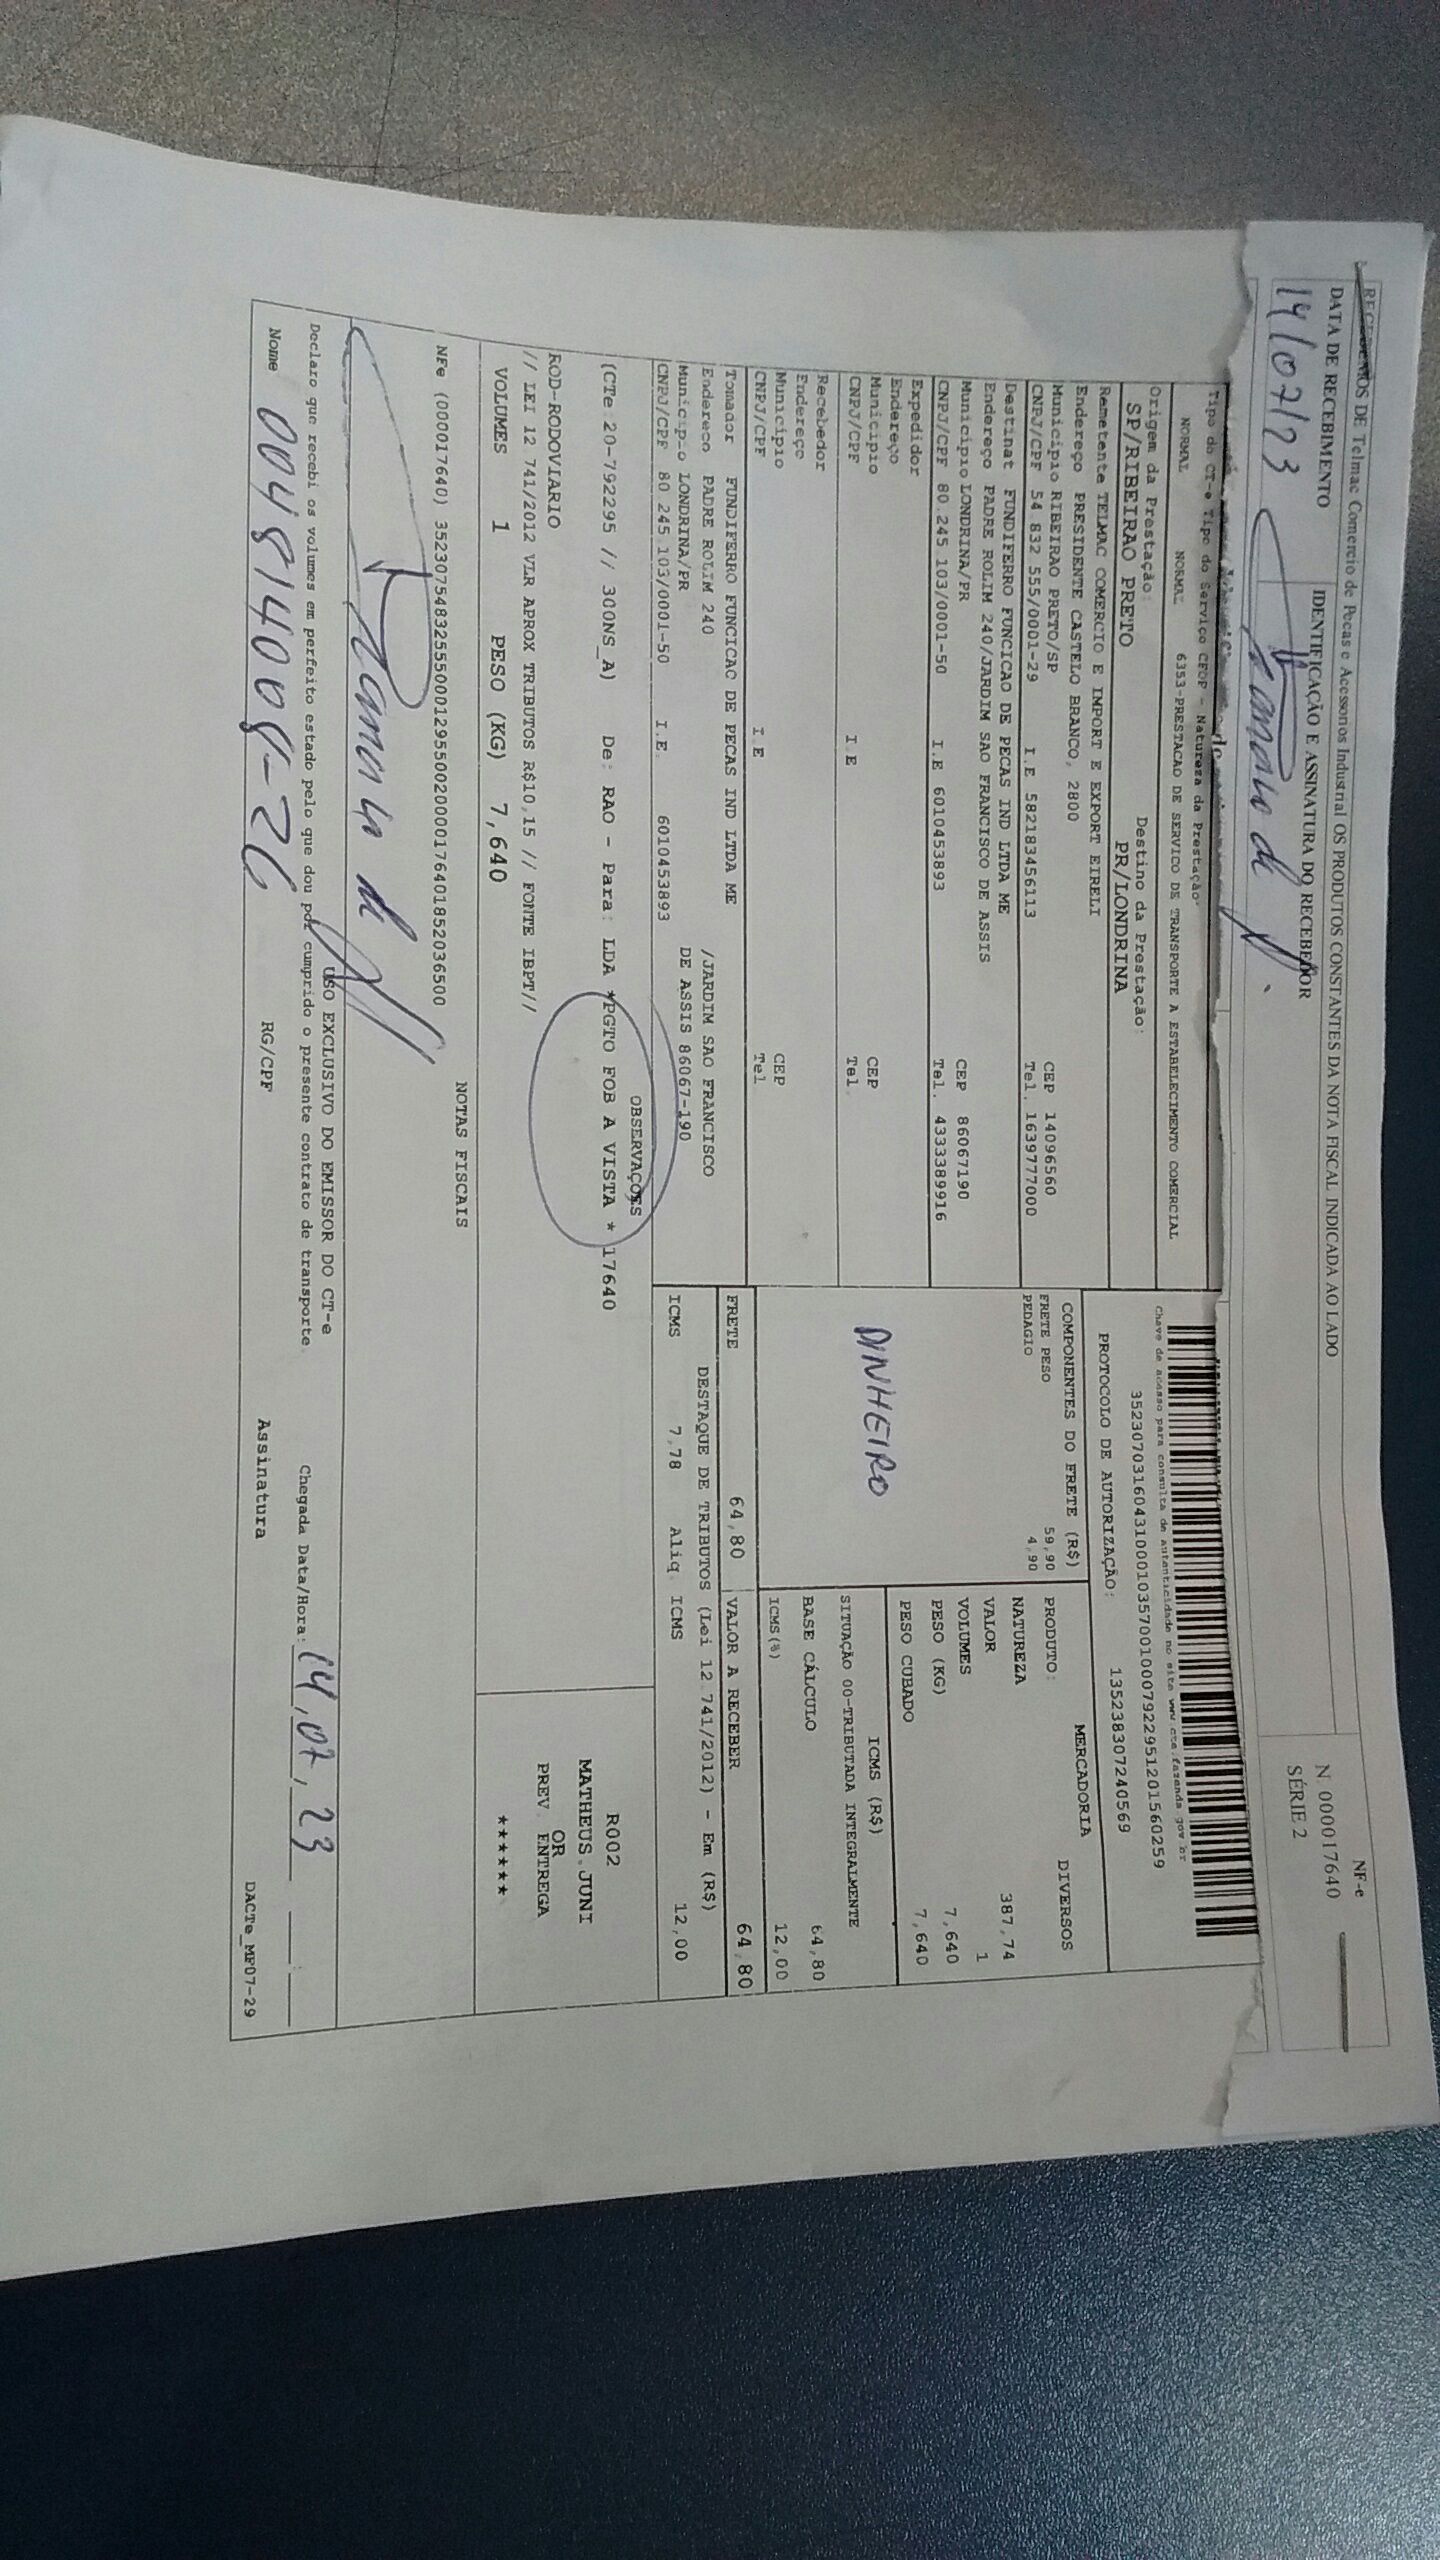 RECEBEMOS DE Telmac Comercio de Pecas e Acessorios Industrial OS PRODUTOS CONSTANTES DA NOTA FISCAL INDICADA AO LADO
DATA DE RECEBIMENTO
IDENTIFICAÇÃO E ASSINATURA DO RECEBEDOR
14/07/23
NF-e
N. 000017640
SÉRIE 2
Tipo do CT-e Tipo do Serviço CFOP - Natureza da Prestação:
NORMAL NORMAL 6353-PRESTACAO DE SERVICO DE TRANSPORTE A ESTABELECIMENTO COMERCIAL
Origem da Prestação: Destino da Prestação:
SP/RIBEIRAO PRETO PR/LONDRINA
Chave de acesso para consulta de autenticidade no site www.cte.fazenda.gov.br
PROTOCOLO DE AUTORIZAÇÃO:
135238307240569
Remetente TELMAC COMERCIO E IMPORT E EXPORT EIRELI
Endereço PRESIDENTE CASTELO BRANCO, 2800
Município RIBEIRAO PRETO/SP CEP 14096560
CNPJ/CPF 54.832.555/0001-29 I.E 582183456113 Tel. 1639777000
Destinat FUNDIFERRO FUNCICAO DE PECAS IND LTDA ME
Endereço PADRE ROLIM 240/JARDIM SAO FRANCISCO DE ASSIS
Município LONDRINA/PR CEP 86067190
CNPJ/CPF 80.245.103/0001-50 I.E 6010453893 Tel. 4333389916
Expedidor
Endereço
Município CEP
CNPJ/CPF I.E Tel.
Recebedor
Endereço
Município CEP
CNPJ/CPF I.E Tel
Tomador FUNDIFERRO FUNCICAO DE PECAS IND LTDA ME
Endereco PADRE ROLIM 240 /JARDIM SAO FRANCISCO
Município LONDRINA/PR DE ASSIS 86067-190
CNPJ/CPF 80.245.103/0001-50 I.E. 6010453893
COMPONENTES DO FRETE (R$)
FRETE PESO 59,90
PEDAGIO 4,90
DINHEIRO
MERCADORIA
PRODUTO: DIVERSOS
NATUREZA
VALOR 387,74
VOLUMES 1
PESO (KG) 7,640
PESO CUBADO 7,640
ICMS (R$)
SITUAÇÃO 00-TRIBUTADA INTEGRALMENTE
BASE CÁLCULO 64,80
ICMS(%) 12,00
FRETE 64,80 VALOR A RECEBER 64,80
DESTAQUE DE TRIBUTOS (Lei 12.741/2012) - Em (R$)
ICMS 7,78 Aliq. ICMS 12,00
OBSERVAÇÕES
(CTe:20-792295 // 300NS_A) De: RAO - Para: LDA *PGTO FOB A VISTA * 17640
ROD-RODOVIARIO
// LEI 12.741/2012 VLR APROX TRIBUTOS R$10,15 // FONTE IBPT//
R002
MATHEUS.JUNI
OR
PREV. ENTREGA
******
VOLUMES 1 PESO (KG) 7,640
NOTAS FISCAIS
NFe (000017640) 35230754832555000129550020000176401852036500
USO EXCLUSIVO DO EMISSOR DO CT-e
Declaro que recebi os volumes em perfeito estado pelo que dou por cumprido o presente contrato de transporte.
Chegada Data/Hora: 14,07,23
Nome RG/CPF Assinatura
DACTe_MF07-29